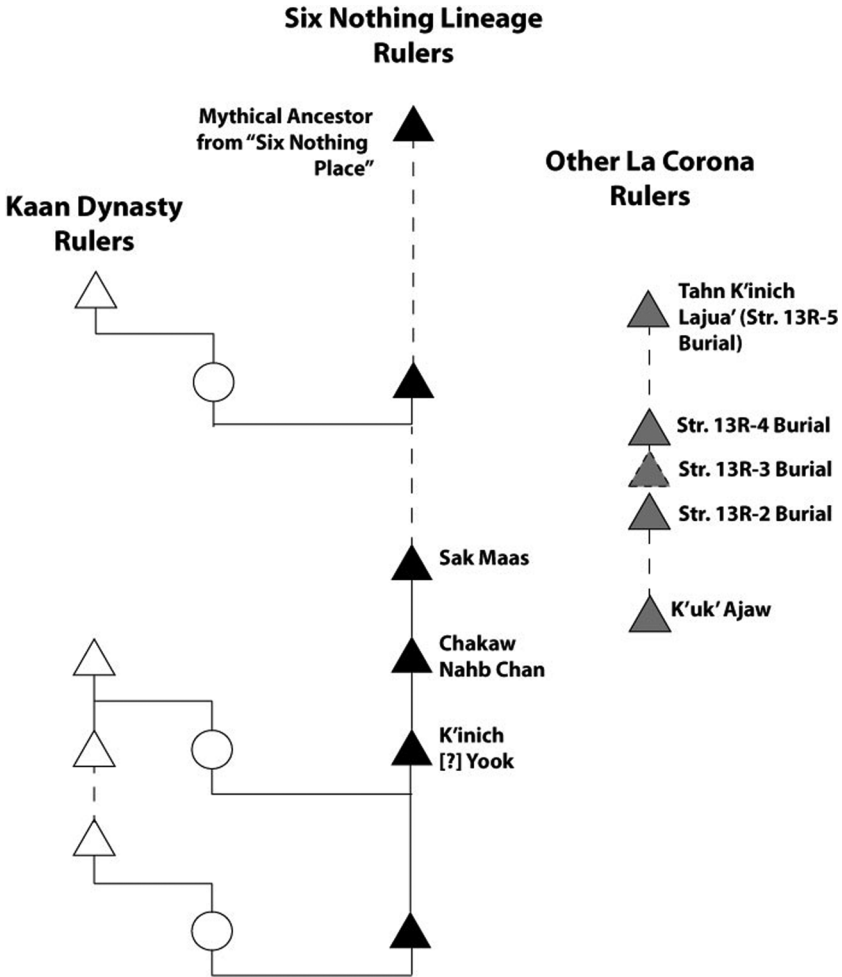 Six Nothing Lineage
Rulers
Mythical Ancestor
from “Six Nothing
Place”
Other La Corona
Rulers
Kaan Dynasty
Rulers
Tahn K’inich
Lajua’ (Str. 13R-5
Burial)
Str. 13R-4 Burial
Str. 13R-3 Burial
Str. 13R-2 Burial
Sak Maas
K’uk’ Ajaw
Chakaw
Nahb Chan
K’inich
[?] Yook